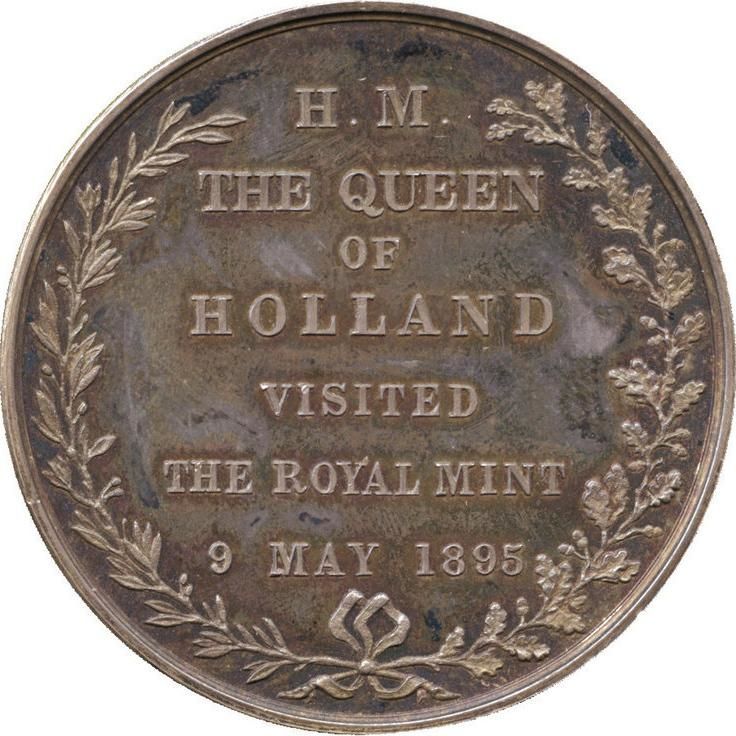 H. M.
THE QUEEN
OF
HOLLAND
VISITED
THE ROYAL MINT
9 MAY 1895